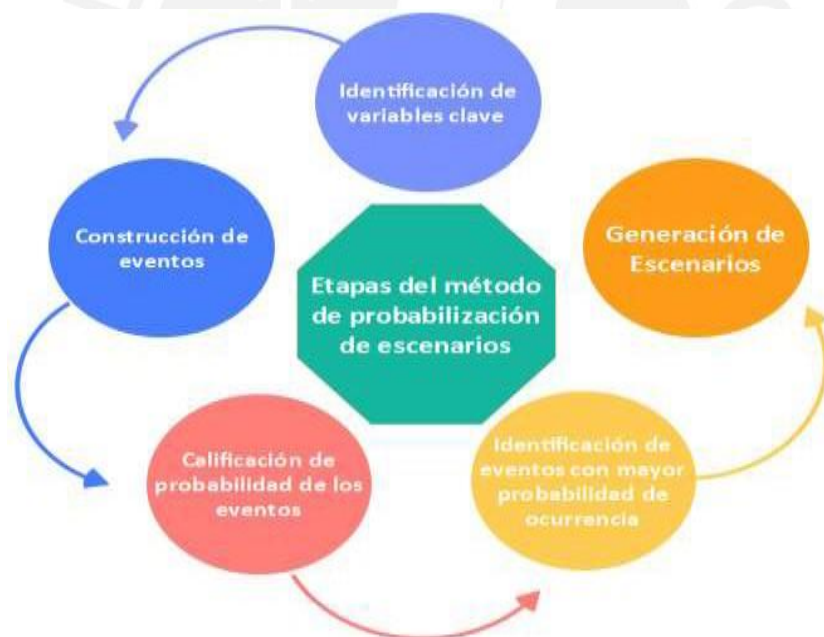 Identificación de
variables clave
Construcción de
eventos
Generación de
Escenarios
Etapas del método
de probabilización
de escenarios
Calificación de
probabilidad de los
eventos
Identificación de
eventos con mayor
probabilidad de
ocurrencia